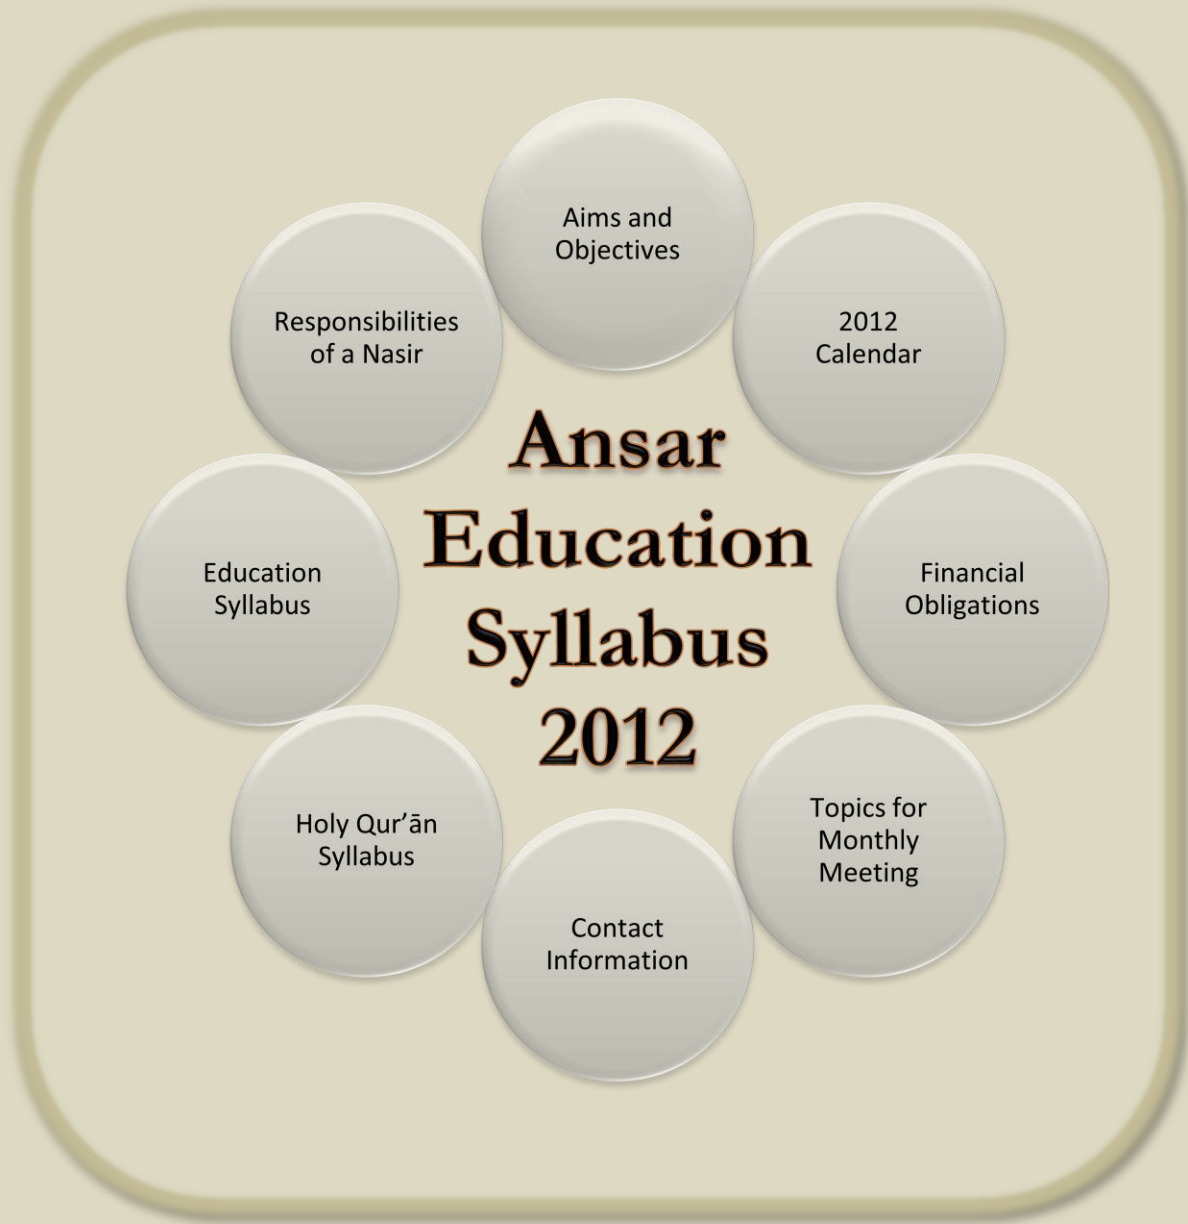 Aims and
Objectives
2012
Calendar
Financial
Obligations
Topics for
Monthly
Meeting
Contact
Information
Holy Qur’ān
Syllabus
Education
Syllabus
Responsibilities
of a Nasir
Ansar
Education
Syllabus
2012